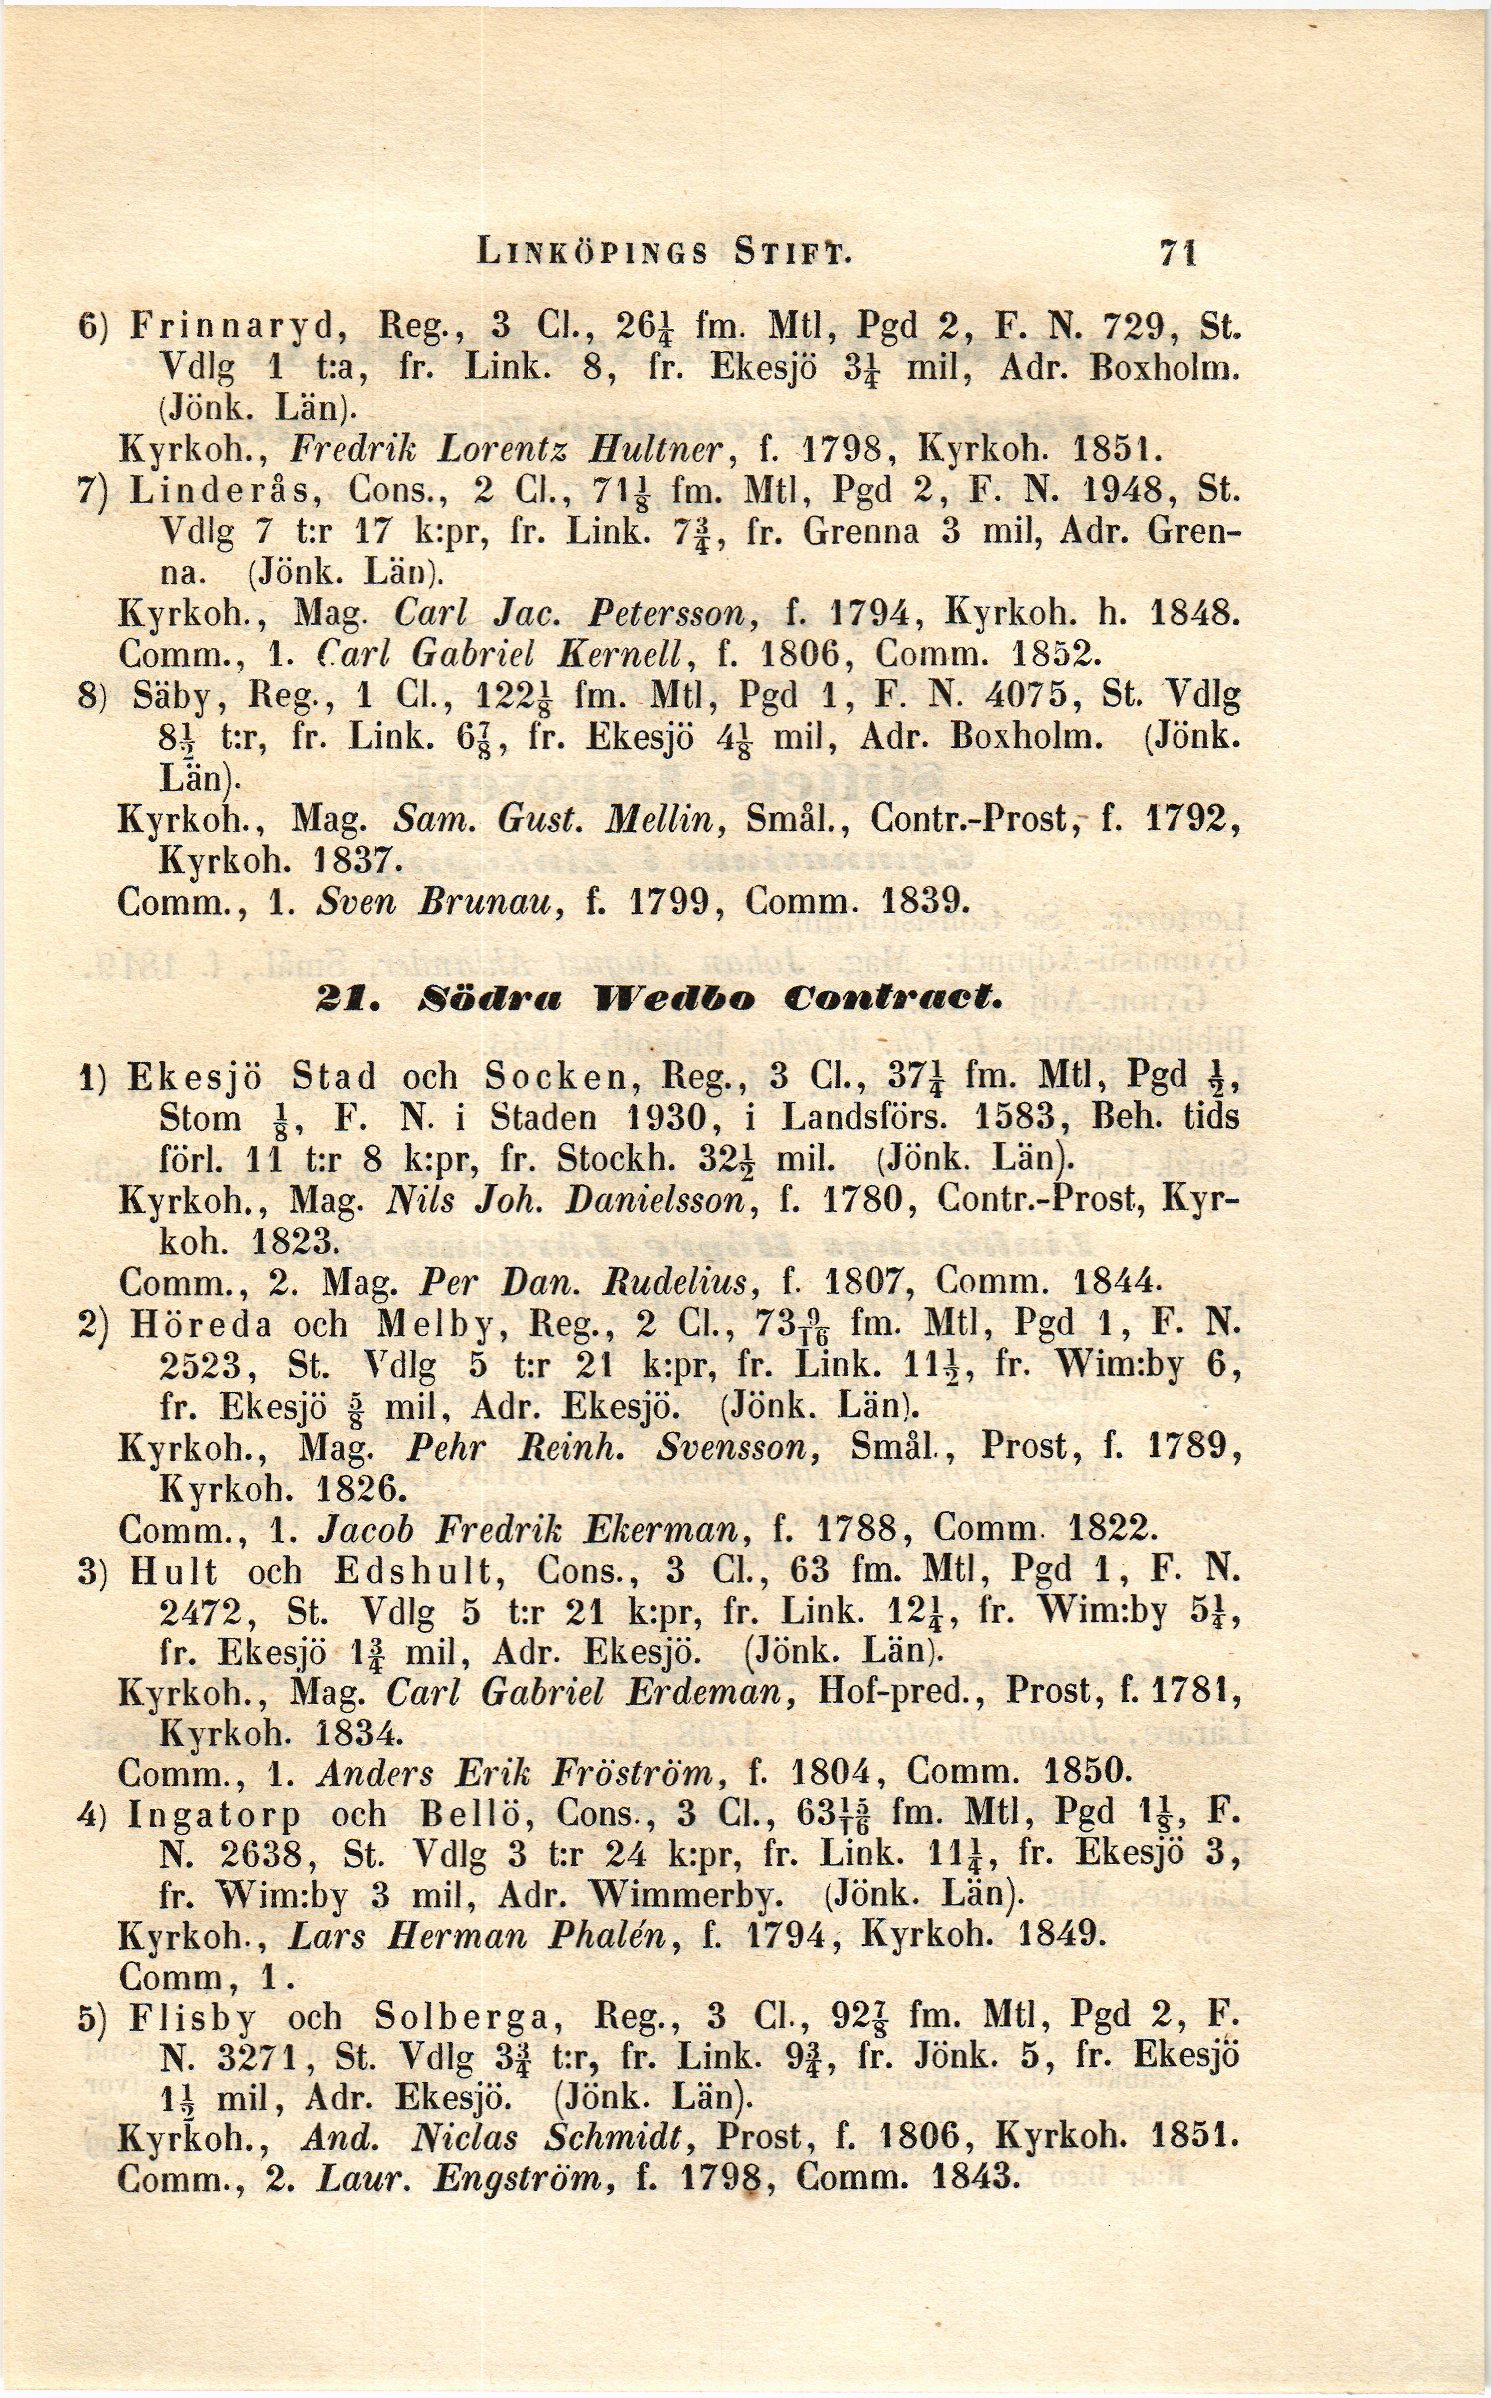 LINKÖPINGS STIFT. 71
6) Frinnaryd, Reg., 3 Cl., 26¼ fm. Mtl, Pgd 2, F. N. 729, St.
Vdlg 1 t:a, fr. Link. 8, fr. Ekesjö 3¼ mil, Adr. Boxholm.
(Jönk. Län).
Kyrkoh., Fredrik Lorentz Hultner, f. 1798, Kyrkoh. 1851.
7) Linderås, Cons., 2 Cl., 71⅛ fm. Mtl, Pgd 2, F. N. 1948, St.
Vdlg 7 t:r 17 k:pr, fr. Link. 7¾, fr. Grenna 3 mil, Adr. Gren-
na. (Jönk. Län).
Kyrkoh., Mag. Carl Jac. Petersson, f. 1794, Kyrkoh. h. 1848.
Comm., 1. Carl Gabriel Kernell, f. 1806, Comm. 1852.
8) Säby, Reg., 1 Cl., 122⅛ fm. Mtl, Pgd 1, F. N. 4075, St. Vdlg
8½ t:r, fr. Link. 6⅞, fr. Ekesjö 4⅛ mil, Adr. Boxholm. (Jönk.
Län).
Kyrkoh., Mag. Sam. Gust. Mellin, Smål., Contr.-Prost, f. 1792,
Kyrkoh. 1837.
Comm., 1. Sven Brunau, f. 1799, Comm. 1839.
21. Södra Wedbo Contract.
1) Ekesjö Stad och Socken, Reg., 3 Cl., 37¼ fm. Mtl, Pgd ½,
Stom ⅛, F. N. i Staden 1930, i Landsförs. 1583, Beh. tids
förl. 11 t:r 8 k:pr, fr. Stockh. 32½ mil. (Jönk. Län).
Kyrkoh., Mag. Nils Joh. Danielsson, f. 1780, Contr.-Prost, Kyr-
koh. 1823.
Comm., 2. Mag. Per Dan. Rudelius, f. 1807, Comm. 1844.
2) Höreda och Melby, Reg., 2 Cl., 73 9/16 fm. Mtl, Pgd 1, F. N.
2523, St. Vdlg 5 t:r 21 k:pr, fr. Link. 11½, fr. Wim:by 6,
fr. Ekesjö ⅝ mil, Adr. Ekesjö. (Jönk. Län).
Kyrkoh., Mag. Pehr Reinh. Svensson, Smål., Prost, f. 1789,
Kyrkoh. 1826.
Comm., 1. Jacob Fredrik Ekerman, f. 1788, Comm. 1822.
3) Hult och Edshult, Cons., 3 Cl., 63 fm. Mtl, Pgd 1, F. N.
2472, St. Vdlg 5 t:r 21 k:pr, fr. Link. 12¼, fr. Wim:by 5¼,
fr. Ekesjö 1¾ mil, Adr. Ekesjö. (Jönk. Län).
Kyrkoh., Mag. Carl Gabriel Erdeman, Hof-pred., Prost, f. 1781,
Kyrkoh. 1834.
Comm., 1. Anders Erik Fröström, f. 1804, Comm. 1850.
4) Ingatorp och Bellö, Cons., 3 Cl., 63 15/16 fm. Mtl, Pgd 1⅛, F.
N. 2638, St. Vdlg 3 t:r 24 k:pr, fr. Link. 11¼, fr. Ekesjö 3,
fr. Wim:by 3 mil, Adr. Wimmerby. (Jönk. Län).
Kyrkoh., Lars Herman Phalén, f. 1794, Kyrkoh. 1849.
Comm, 1.
5) Flisby och Solberga, Reg., 3 Cl., 92⅞ fm. Mtl, Pgd 2, F.
N. 3271, St. Vdlg 3¾ t:r, fr. Link. 9¾, fr. Jönk. 5, fr. Ekesjö
1½ mil, Adr. Ekesjö. (Jönk. Län).
Kyrkoh., And. Niclas Schmidt, Prost, f. 1806, Kyrkoh. 1851.
Comm., 2. Laur. Engström, f. 1798, Comm. 1843.